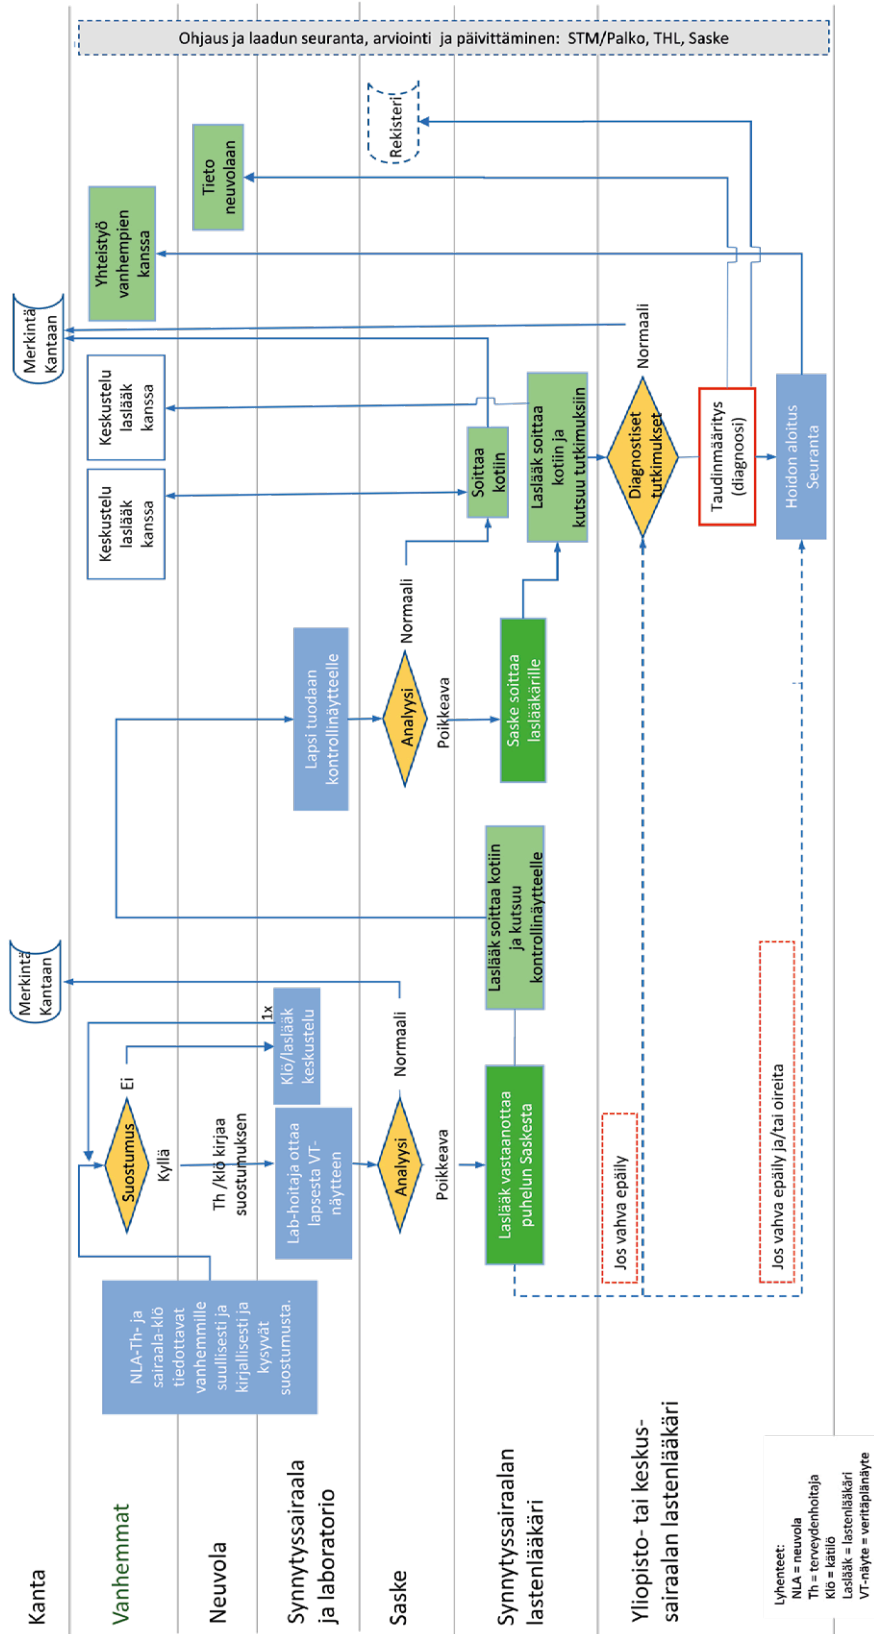 Ohjaus ja laadun seuranta, arviointi ja päivittäminen: STM/Palko, THL, Saske
Kanta
Merkintä
Kantaan
Merkintä
Kantaan
Vanhemmat
NLA-Th- ja
sairaala-klö
tiedottavat
vanhemmille
suullisesti ja
kirjallisesti ja
kysyvät
suostumusta.
Suostumus
Ei
Kyllä
Keskustelu
laslääk
kanssa
Keskustelu
laslääk
kanssa
Yhteistyö
vanhempien
kanssa
Neuvola
Th /klö kirjaa
suostumuksen
Tieto
neuvolaan
Synnytyssairaala
ja laboratorio
Lab-hoitaja ottaa
lapsesta VT-
näytteen
1x
Klö/laslääk
keskustelu
Lapsi tuodaan
kontrollinäytteelle
Saske
Analyysi
Normaali
Poikkeava
Analyysi
Normaali
Poikkeava
Rekisteri
Synnytyssairaalan
lastenlääkäri
Laslääk vastaanottaa
puhelun Saskesta
Laslääk soittaa kotiin
ja kutsuu
kontrollinäytteelle
Saske soittaa
laslääkärille
Soittaa
kotiin
Laslääk soittaa
kotiin ja
kutsuu tutkimuksiin
Yliopisto- tai keskus-
sairaalan lastenlääkäri
Jos vahva epäily
Jos vahva epäily ja/tai oireita
Diagnostiset
tutkimukset
Normaali
Taudinmääritys
(diagnoosi)
Hoidon aloitus
Seuranta
Lyhenteet:
NLA = neuvola
Th = terveydenhoitaja
Klö = kätilö
Laslääk = lastenlääkäri
VT-näyte = veritäplänäyte